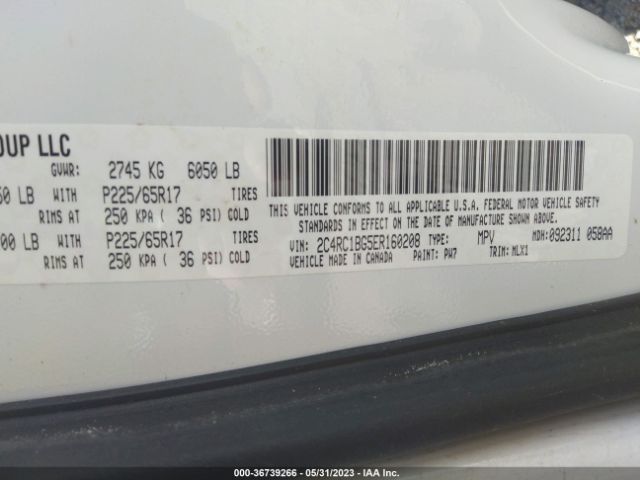 OUP LLC
GVWR: 2745 KG 6050 LB
50 LB WITH P225/65R17 TIRES
RIMS AT 250 KPA ( 36 PSI) COLD
00 LB WITH P225/65R17 TIRES
RIMS AT 250 KPA ( 36 PSI) COLD
THIS VEHICLE CONFORMS TO ALL APPLICABLE U.S.A. FEDERAL MOTOR VEHICLE SAFETY
STANDARDS IN EFFECT ON THE DATE OF MANUFACTURE SHOWN ABOVE.
VIN: 2C4RC1BG5ER160208 TYPE: MPV MDH: 092311 058AA
VEHICLE MADE IN CANADA PAINT: PW7 TRIM: MLX1
000-36739266 - 05/31/2023 - IAA Inc.